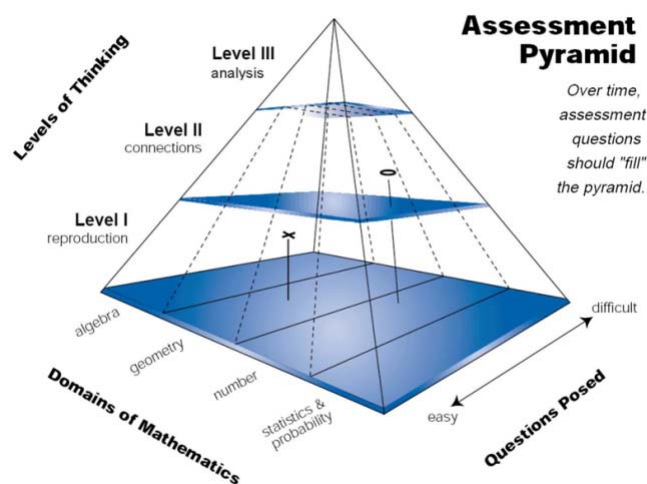 Assessment
Pyramid
Over time,
assessment
questions
should "fill"
the pyramid.
Levels of Thinking
Level III
analysis
Level II
connections
Level I
reproduction
x
0
algebra
geometry
number
statistics &
probability
Domains of Mathematics
easy
difficult
Questions Posed